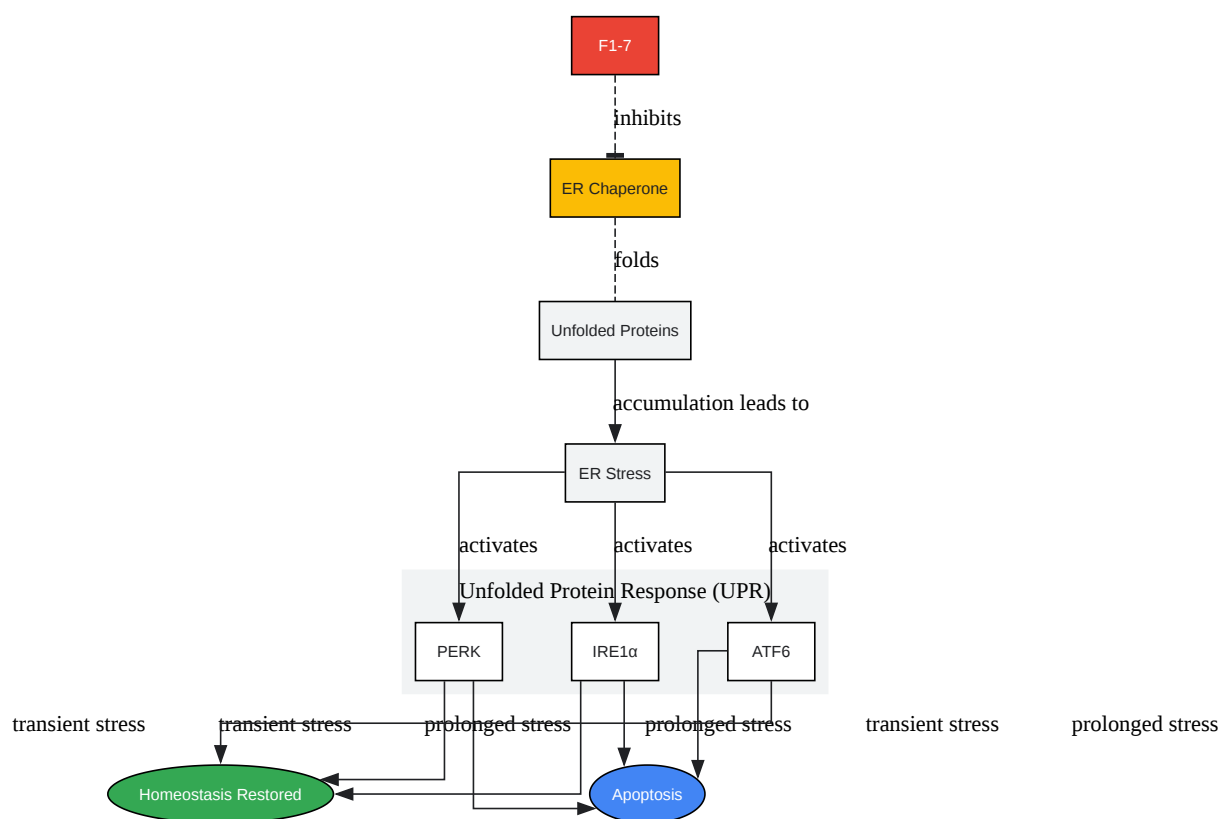 F1-7
inhibits
ER Chaperone
folds
Unfolded Proteins
accumulation leads to
ER Stress
activates
activates
activates
Unfolded Protein Response (UPR)
PERK
IRE1α
ATF6
transient stress
transient stress
prolonged stress
prolonged stress
transient stress
prolonged stress
Homeostasis Restored
Apoptosis